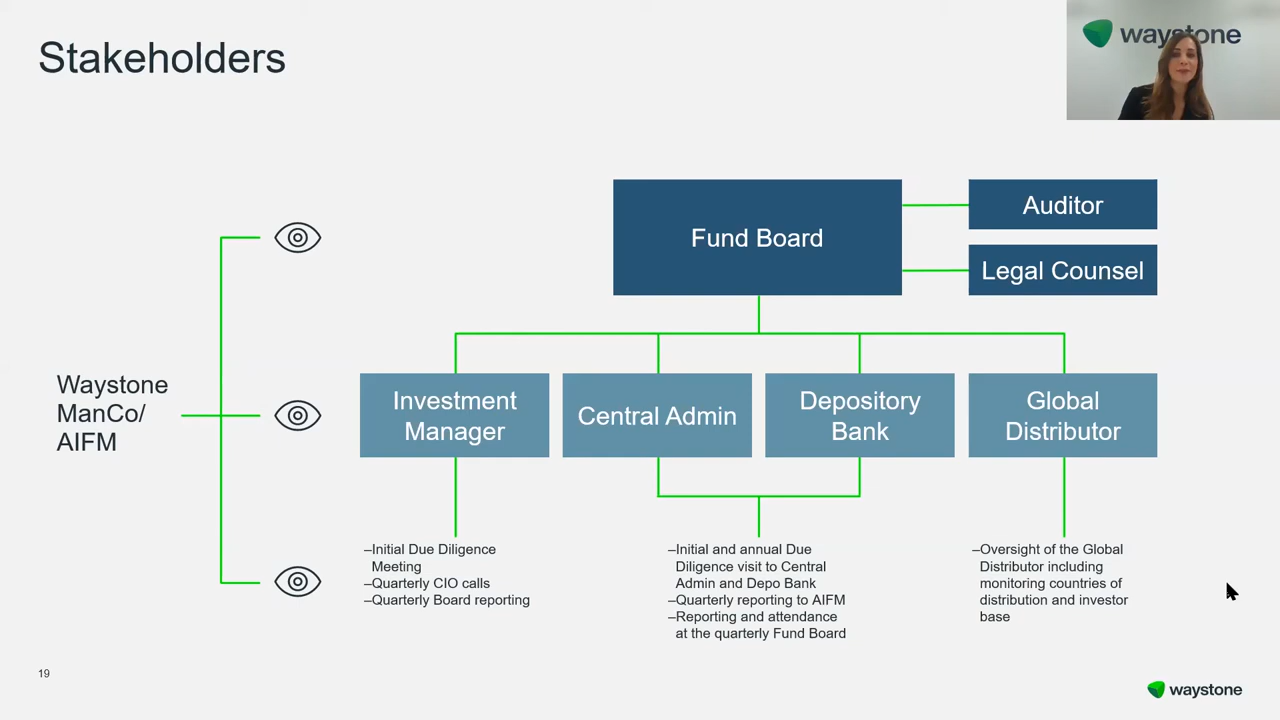 Stakeholders
waystone
Fund Board
Auditor
Legal Counsel
Waystone
ManCo/
AIFM
Investment
Manager
Central Admin
Depository
Bank
Global
Distributor
–Initial Due Diligence
Meeting
–Quarterly CIO calls
–Quarterly Board reporting
–Initial and annual Due
Diligence visit to Central
Admin and Depo Bank
–Quarterly reporting to AIFM
–Reporting and attendance
at the quarterly Fund Board
–Oversight of the Global
Distributor including
monitoring countries of
distribution and investor
base
19
waystone